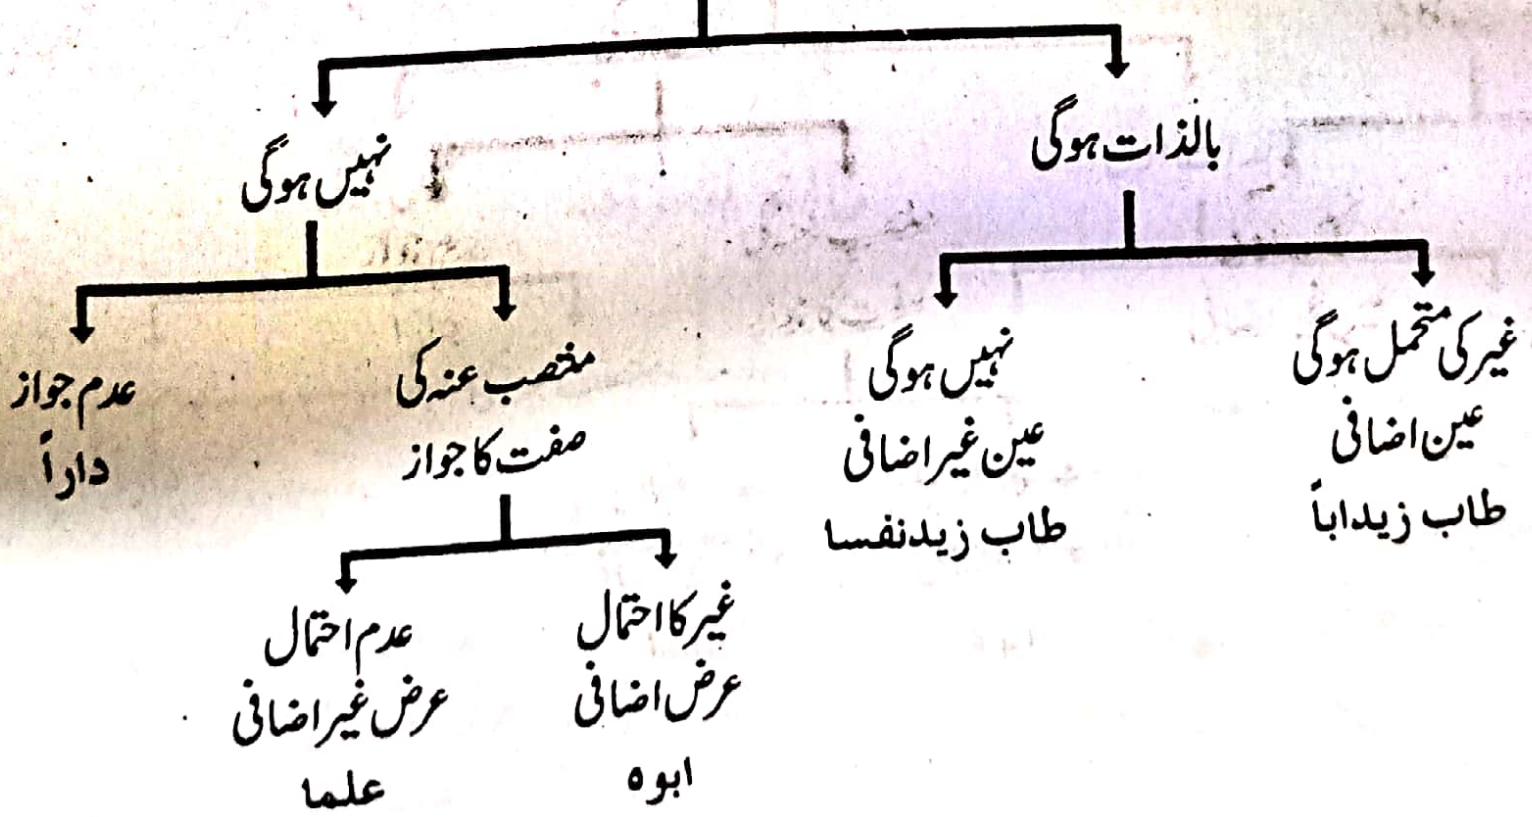 بالذات ہوگی
نہیں ہوگی
غیر کی متحمل ہوگی
عین اضافی
طاب زید اباً
نہیں ہوگی
عین غیر اضافی
طاب زید نفسا
منتصب عنہ کی
صفت کا جواز
عدم جواز
داراً
غیر کا احتمال
عرض اضافی
ابوہ
عدم احتمال
عرض غیر اضافی
علما